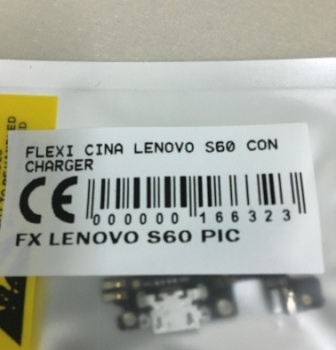 FLEXI CINA LENOVO S60 CON
CHARGER
CE
000000 166323
FX LENOVO S60 PIC